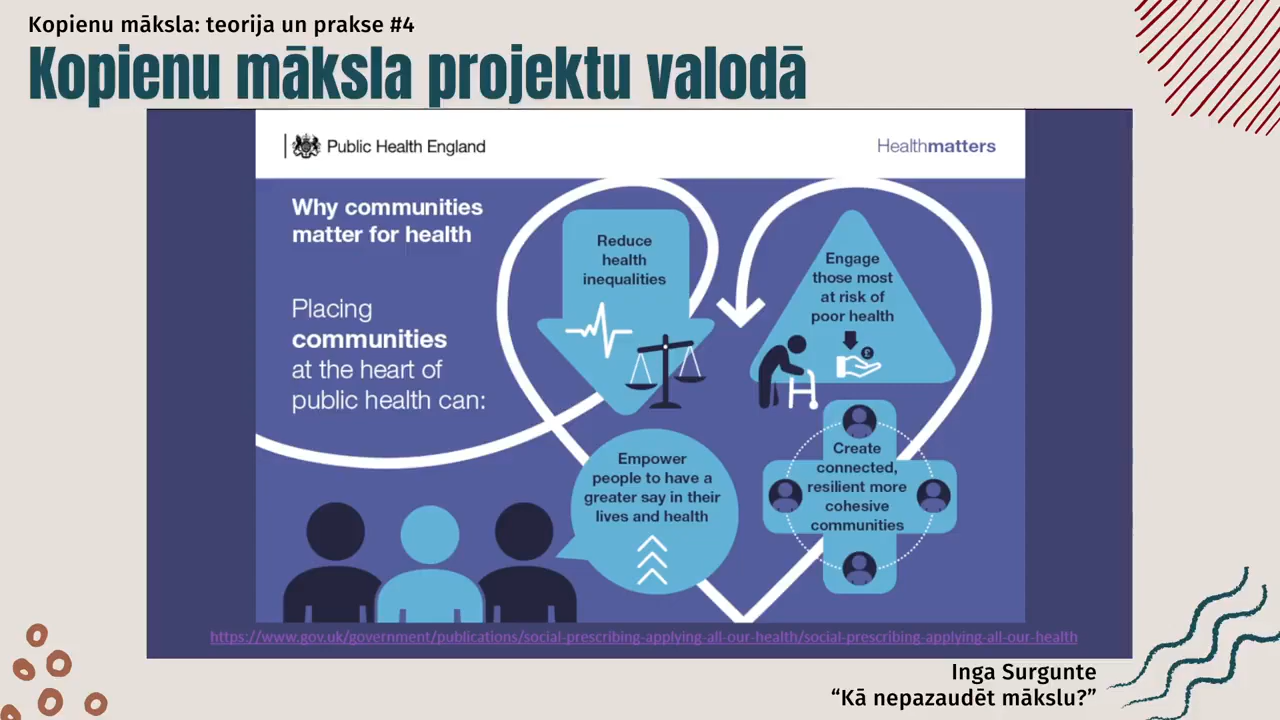 Kopienu māksla: teorija un prakse #4
Kopienu māksla projektu valodā
Public Health England
Healthmatters
Why communities
matter for health
Placing
communities
at the heart of
public health can:
Reduce
health
inequalities
Engage
those most
at risk of
poor health
£
Empower
people to have a
greater say in their
lives and health
Create
connected,
resilient more
cohesive
communities
https://www.gov.uk/government/publications/social-prescribing-applying-all-our-health/social-prescribing-applying-all-our-health
Inga Surgunte
“Kā nepazaudēt mākslu?”